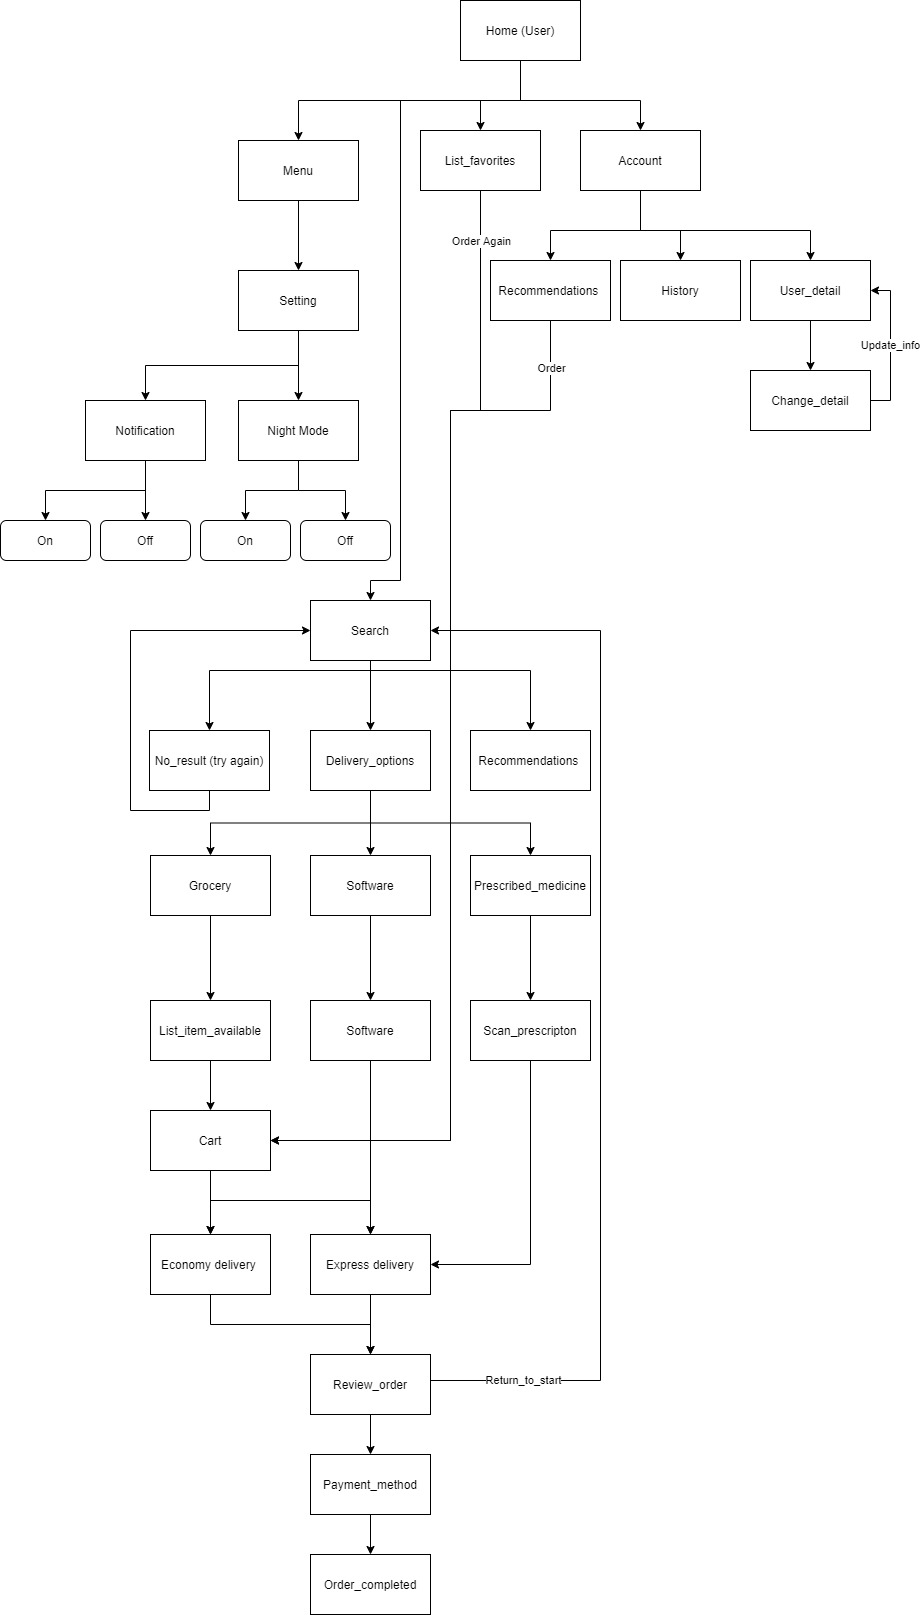 Home (User)
Menu
List_favorites
Account
Order Again
Setting
Recommendations
History
User_detail
Update_info
Order
Change_detail
Notification
Night Mode
On
Off
On
Off
Search
No_result (try again)
Delivery_options
Recommendations
Grocery
Software
Prescribed_medicine
List_item_available
Software
Scan_prescripton
Cart
Economy delivery
Express delivery
Review_order
Return_to_start
Payment_method
Order_completed